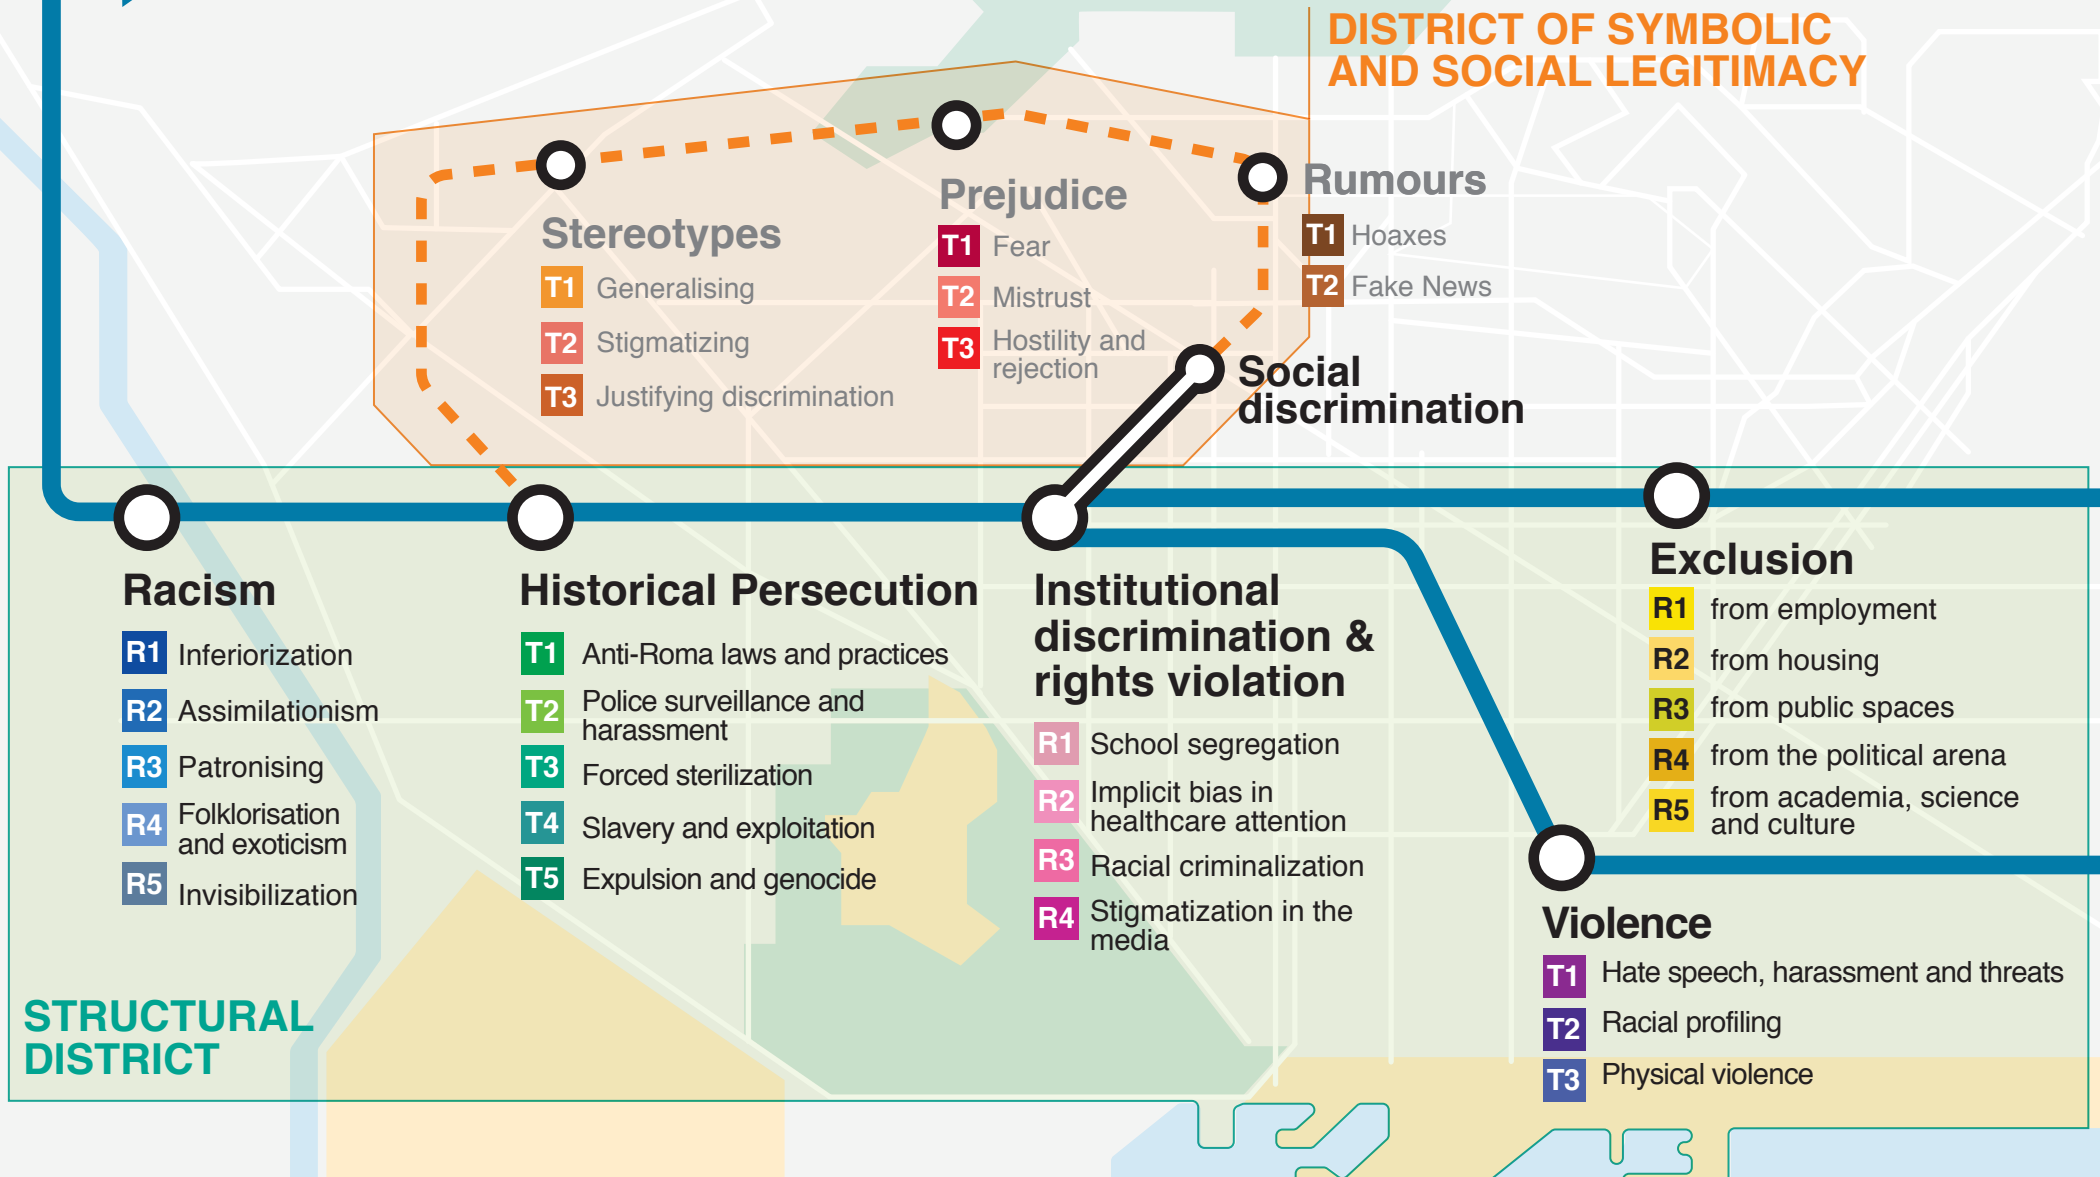 DISTRICT OF SYMBOLIC
AND SOCIAL LEGITIMACY
Stereotypes
T1 Generalising
T2 Stigmatizing
T3 Justifying discrimination
Prejudice
T1 Fear
T2 Mistrust
T3 Hostility and
rejection
Rumours
T1 Hoaxes
T2 Fake News
Social
discrimination
Racism
R1 Inferiorization
R2 Assimilationism
R3 Patronising
R4 Folklorisation
and exoticism
R5 Invisibilization
Historical Persecution
T1 Anti-Roma laws and practices
T2 Police surveillance and
harassment
T3 Forced sterilization
T4 Slavery and exploitation
T5 Expulsion and genocide
Institutional
discrimination &
rights violation
R1 School segregation
R2 Implicit bias in
healthcare attention
R3 Racial criminalization
R4 Stigmatization in the
media
Exclusion
R1 from employment
R2 from housing
R3 from public spaces
R4 from the political arena
R5 from academia, science
and culture
Violence
T1 Hate speech, harassment and threats
T2 Racial profiling
T3 Physical violence
STRUCTURAL
DISTRICT